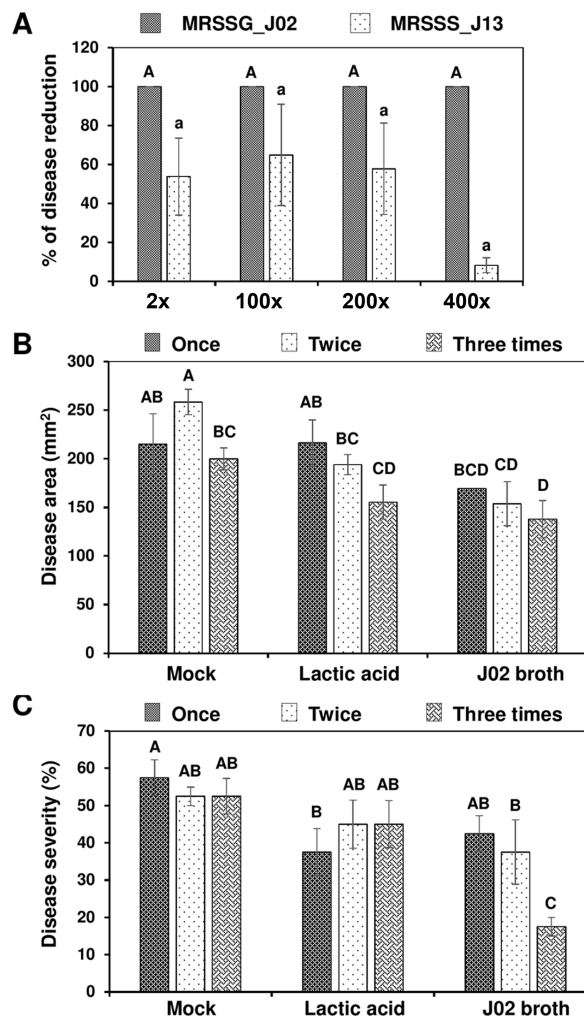 A
MRSSG_J02 MRSSS_J13
% of disease reduction
120
100
80
60
40
20
0
A a A a A a A a
2x 100x 200x 400x
B
Once Twice Three times
Disease area (mm²)
300
250
200
150
100
50
0
AB A BC AB BC CD BCD CD D
Mock Lactic acid J02 broth
C
Once Twice Three times
Disease severity (%)
70
60
50
40
30
20
10
0
A AB AB B AB AB AB B C
Mock Lactic acid J02 broth